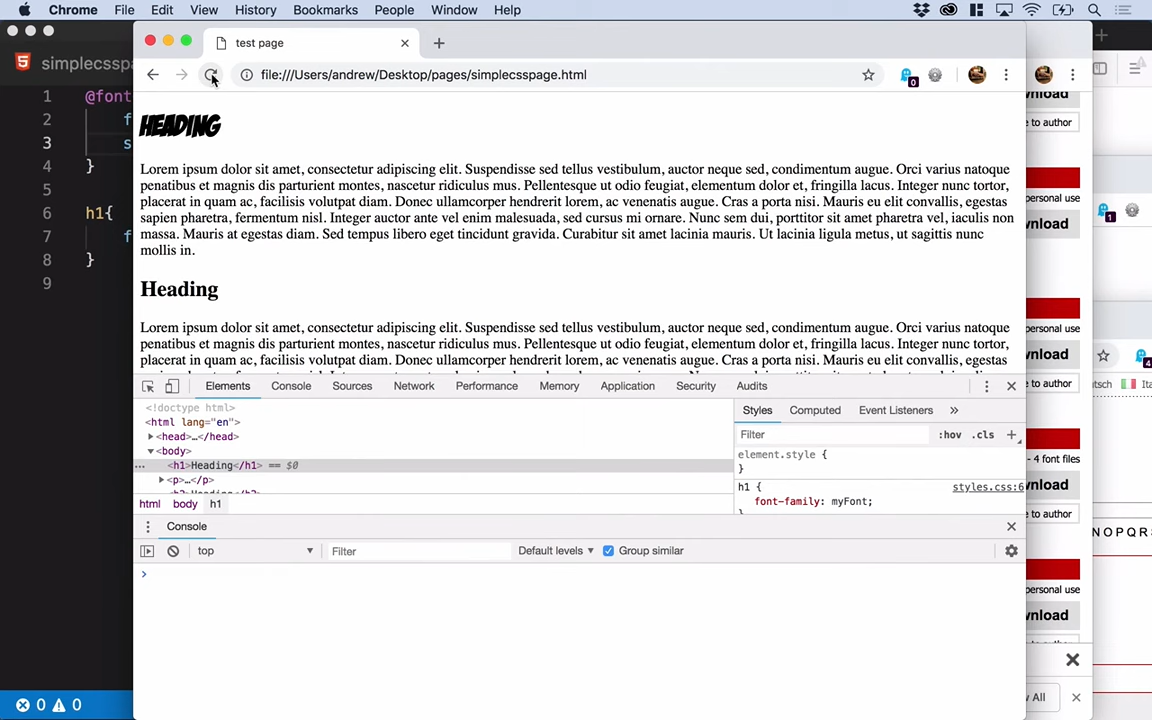 Chrome File Edit View History Bookmarks People Window Help
test page
simplecsspa
file:///Users/andrew/Desktop/pages/simplecsspage.html
0
1 @font
2 f
3 s
4 }
5
6 h1{
7 f
8 }
9
HEADING
Lorem ipsum dolor sit amet, consectetur adipiscing elit. Suspendisse sed tellus vestibulum, auctor neque sed, condimentum augue. Orci varius natoque
penatibus et magnis dis parturient montes, nascetur ridiculus mus. Pellentesque ut odio feugiat, elementum dolor et, fringilla lacus. Integer nunc tortor,
placerat in quam ac, facilisis volutpat diam. Donec ullamcorper hendrerit lorem, ac venenatis augue. Cras a porta nisi. Mauris eu elit convallis, egestas
sapien pharetra, fermentum nisl. Integer auctor ante vel enim malesuada, sed cursus mi ornare. Nunc sem dui, porttitor sit amet pharetra vel, iaculis non
massa. Mauris at egestas diam. Sed tempus libero eget tincidunt gravida. Curabitur sit amet lacinia mauris. Ut lacinia ligula metus, ut sagittis nunc
mollis in.
Heading
Lorem ipsum dolor sit amet, consectetur adipiscing elit. Suspendisse sed tellus vestibulum, auctor neque sed, condimentum augue. Orci varius natoque
penatibus et magnis dis parturient montes, nascetur ridiculus mus. Pellentesque ut odio feugiat, elementum dolor et, fringilla lacus. Integer nunc tortor,
placerat in quam ac, facilisis volutpat diam. Donec ullamcorper hendrerit lorem, ac venenatis augue. Cras a porta nisi. Mauris eu elit convallis, egestas
Elements Console Sources Network Performance Memory Application Security Audits
<!doctype html>
<html lang="en">
<head>…</head>
<body>
<h1>Heading</h1> == $0
<p>…</p>
<h2>Heading</h2>
html body h1
Styles Computed Event Listeners »
Filter :hov .cls +
element.style {
}
h1 { styles.css:6
font-family: myFont;
}
Console
top Filter Default levels Group similar
0 0
wnload
e to author
1
wnload
personal use
wnload
e to author
4
tsch Ita
- 4 font files
wnload
e to author
NOPQR
personal use
wnload
All